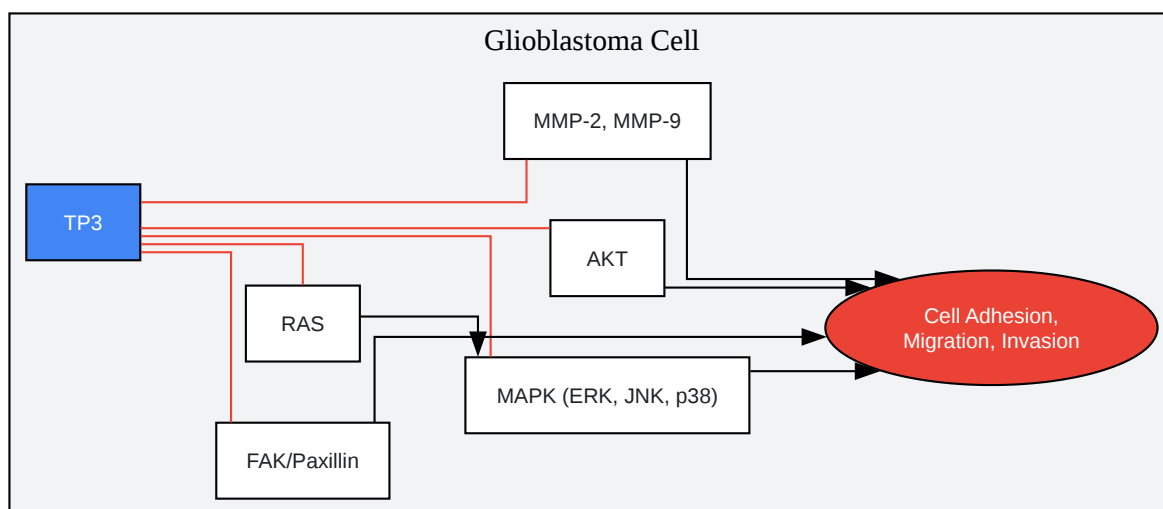 Glioblastoma Cell
MMP-2, MMP-9
TP3
AKT
RAS
Cell Adhesion,
Migration, Invasion
MAPK (ERK, JNK, p38)
FAK/Paxillin